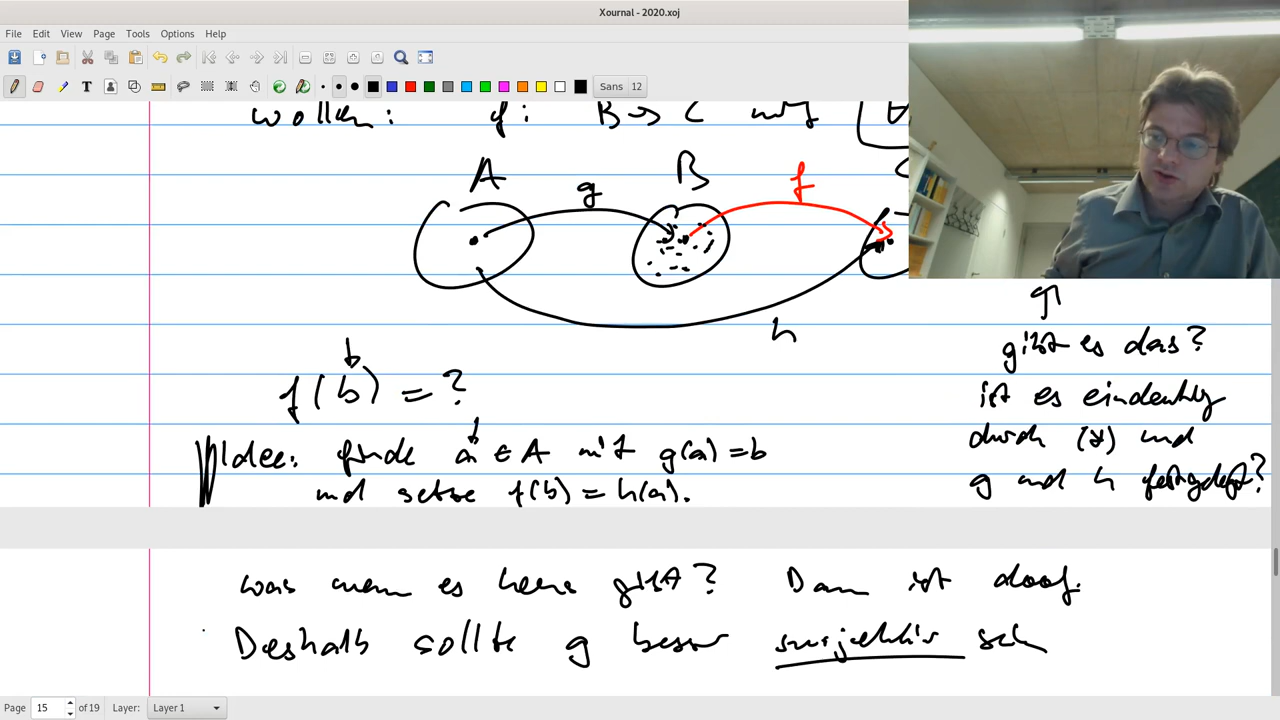 Xournal - 2020.xoj
File Edit View Page Tools Options Help
Sans 12
wollen: f: B → C mit
A B C
g f
h
gibt es das?
ist es eindeutig
durch (*) und
g und h festgelegt?
f(b) = ?
Idee: finde a ∈ A mit g(a) = b
und setze f(b) = h(a).
was wenn es keins gibt? Dann ist doof.
Deshalb sollte g besser surjektiv sein
Page 15 of 19 Layer: Layer 1